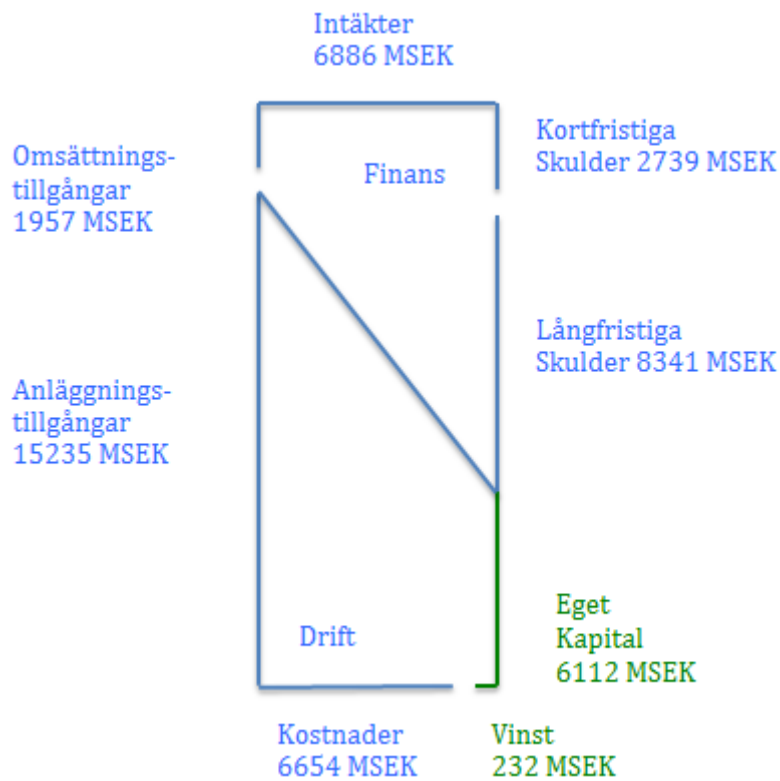 Intäkter
6886 MSEK
Omsättnings-
tillgångar
1957 MSEK
Finans
Kortfristiga
Skulder 2739 MSEK
Långfristiga
Skulder 8341 MSEK
Anläggnings-
tillgångar
15235 MSEK
Eget
Kapital
6112 MSEK
Drift
Kostnader
6654 MSEK
Vinst
232 MSEK